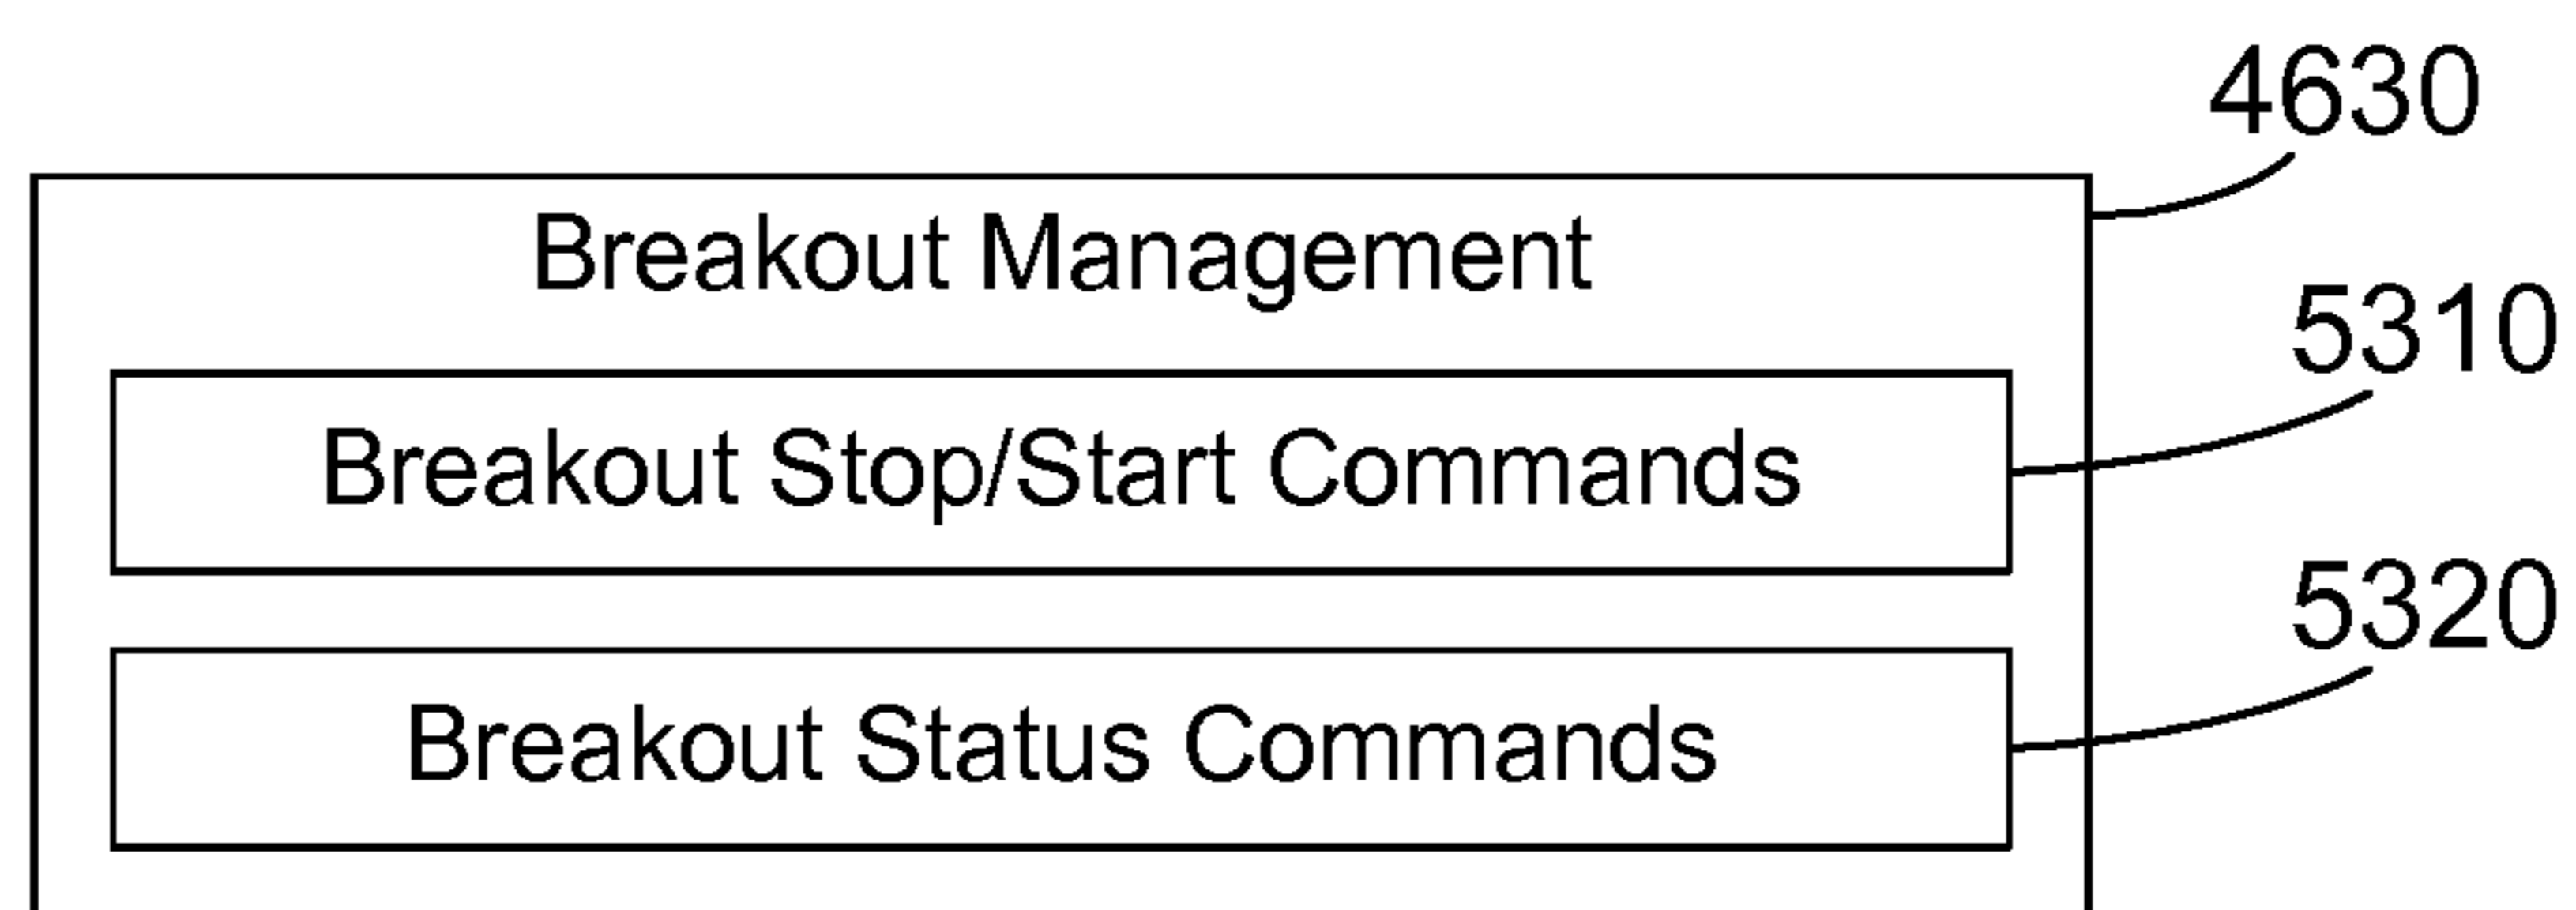 4630
Breakout Management
5310
Breakout Stop/Start Commands
5320
Breakout Status Commands